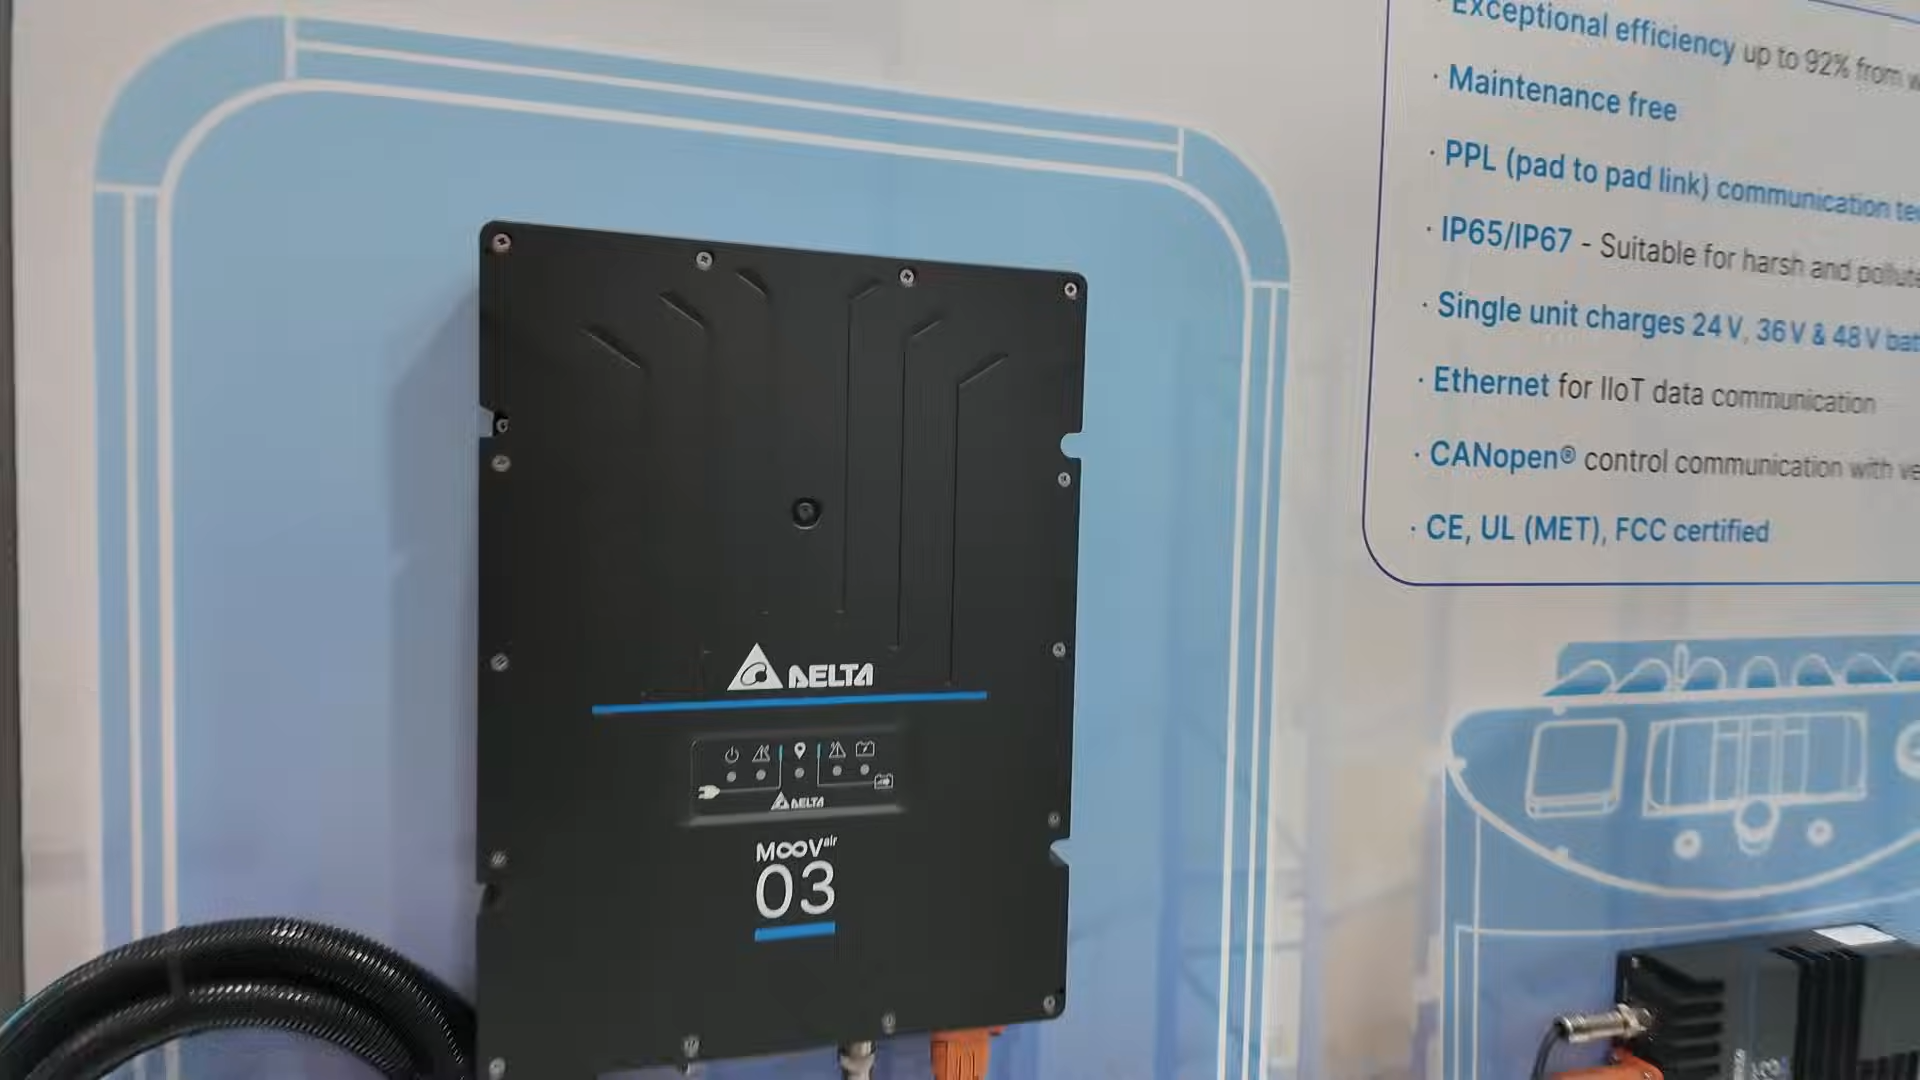 DELTA
DELTA
MOOVair
03
· Exceptional efficiency up to 92% from
· Maintenance free
· PPL (pad to pad link) communication
· IP65/IP67 - Suitable for harsh and
· Single unit charges 24 V, 36 V & 48 V
· Ethernet for IIoT data communication
· CANopen® control communication with
· CE, UL (MET), FCC certified